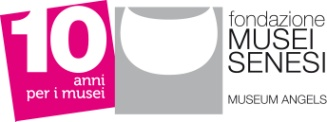 10
anni
per i musei
fondazione
MUSEI
SENESI
MUSEUM ANGELS